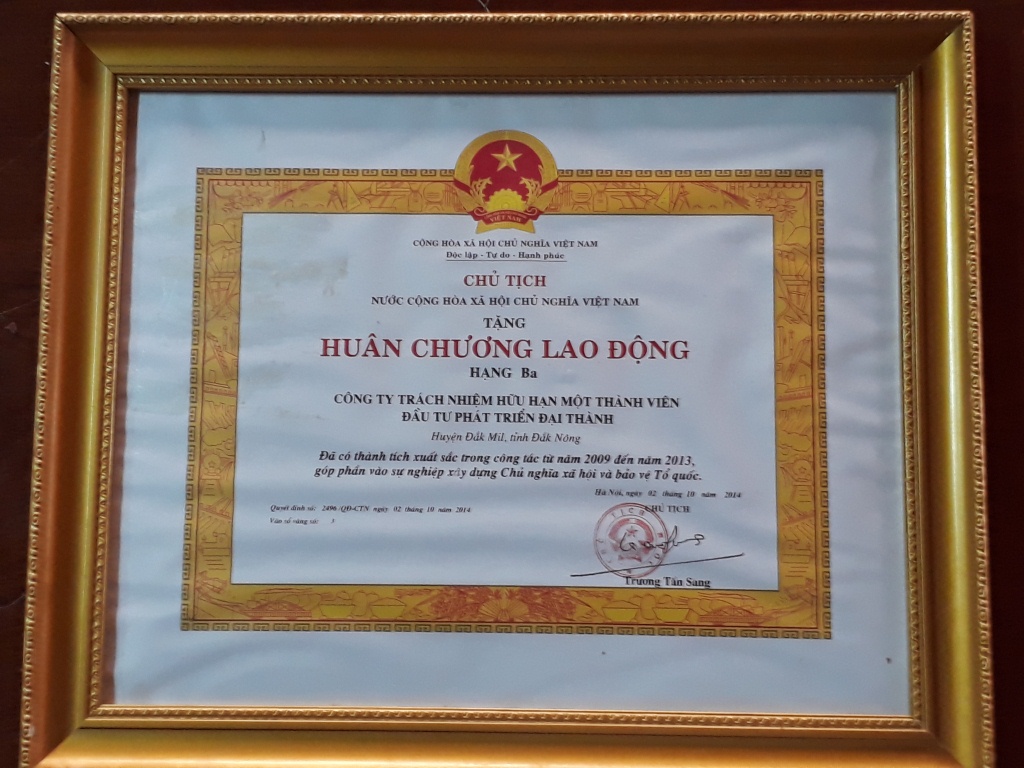 VIỆT NAM
CỘNG HÒA XÃ HỘI CHỦ NGHĨA VIỆT NAM
Độc lập - Tự do - Hạnh phúc
CHỦ TỊCH
NƯỚC CỘNG HÒA XÃ HỘI CHỦ NGHĨA VIỆT NAM
TẶNG
HUÂN CHƯƠNG LAO ĐỘNG
HẠNG Ba
CÔNG TY TRÁCH NHIỆM HỮU HẠN MỘT THÀNH VIÊN
ĐẦU TƯ PHÁT TRIỂN ĐẠI THÀNH
Huyện Đắk Mil, tỉnh Đắk Nông
Đã có thành tích xuất sắc trong công tác từ năm 2009 đến năm 2013,
góp phần vào sự nghiệp xây dựng Chủ nghĩa xã hội và bảo vệ Tổ quốc.
Hà Nội, ngày 02 tháng 10 năm 2014
Quyết định số: 2496 /QĐ-CTN ngày 02 tháng 10 năm 2014
CHỦ TỊCH
Vào sổ vàng số: 3
Trương Tấn Sang